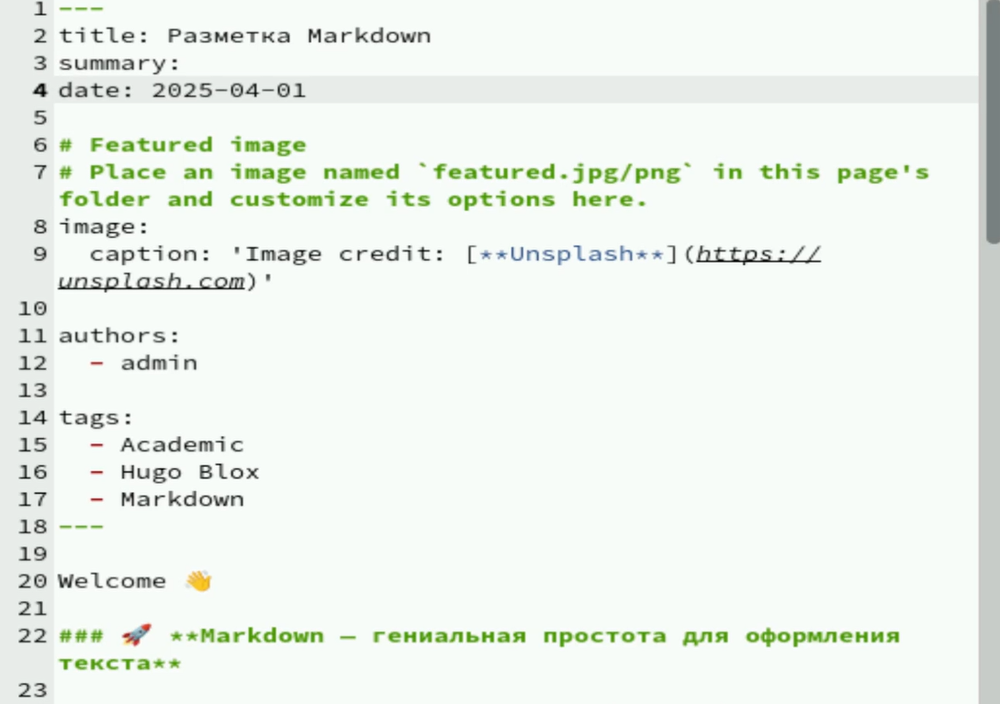 1 ---
2 title: Разметка Markdown
3 summary:
4 date: 2025-04-01
5
6 # Featured image
7 # Place an image named `featured.jpg/png` in this page's
folder and customize its options here.
8 image:
9   caption: 'Image credit: [**Unsplash**](https://
unsplash.com)'
10
11 authors:
12   - admin
13
14 tags:
15   - Academic
16   - Hugo Blox
17   - Markdown
18 ---
19
20 Welcome 👋
21
22 ### 🚀 **Markdown — гениальная простота для оформления
текста**
23